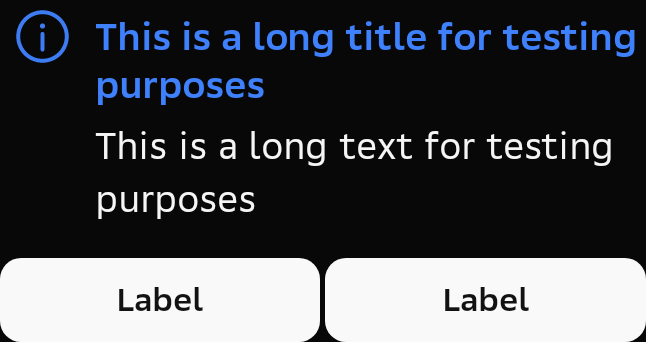 This is a long title for testing
purposes
This is a long text for testing
purposes
Label Label